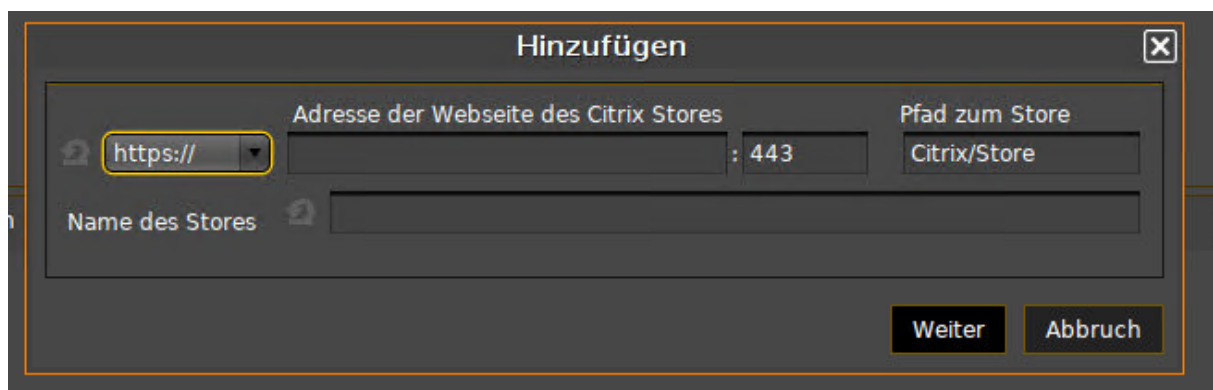 Hinzufügen
Adresse der Webseite des Citrix Stores Pfad zum Store
https:// : 443 Citrix/Store
Name des Stores
Weiter Abbruch